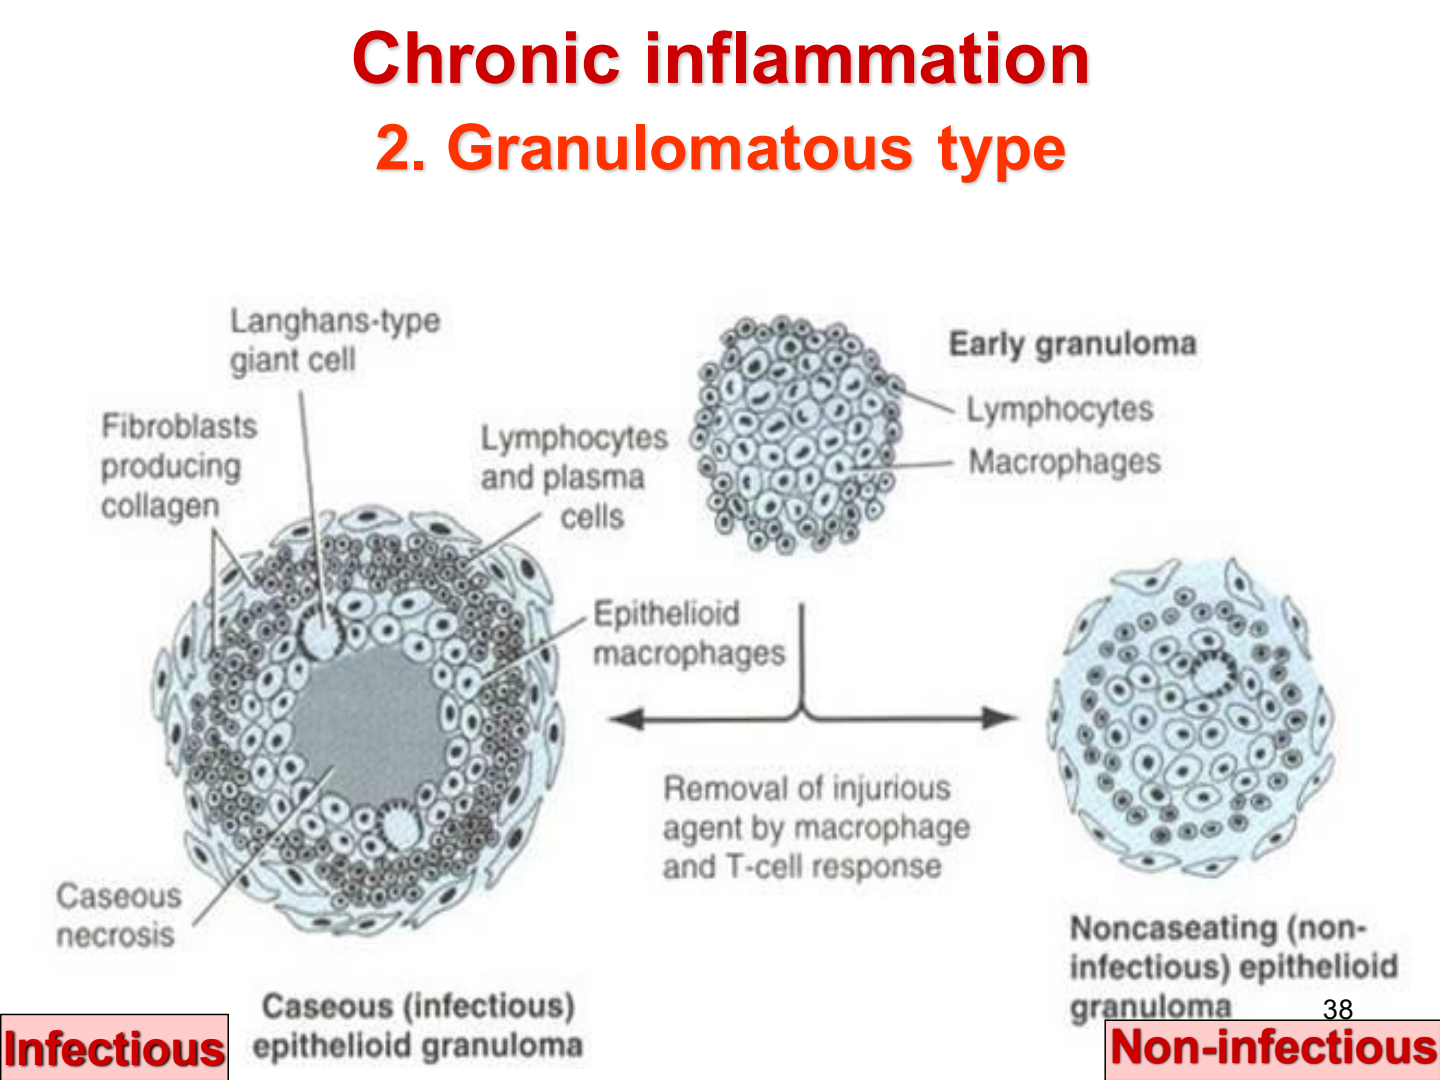 Chronic inflammation
2. Granulomatous type
Langhans-type
giant cell
Fibroblasts
producing
collagen
Lymphocytes
and plasma
cells
Early granuloma
Lymphocytes
Macrophages
Epithelioid
macrophages
Removal of injurious
agent by macrophage
and T-cell response
Caseous
necrosis
Caseous (infectious)
epithelioid granuloma
Noncaseating (non-
infectious) epithelioid
granuloma
38
Infectious
Non-infectious